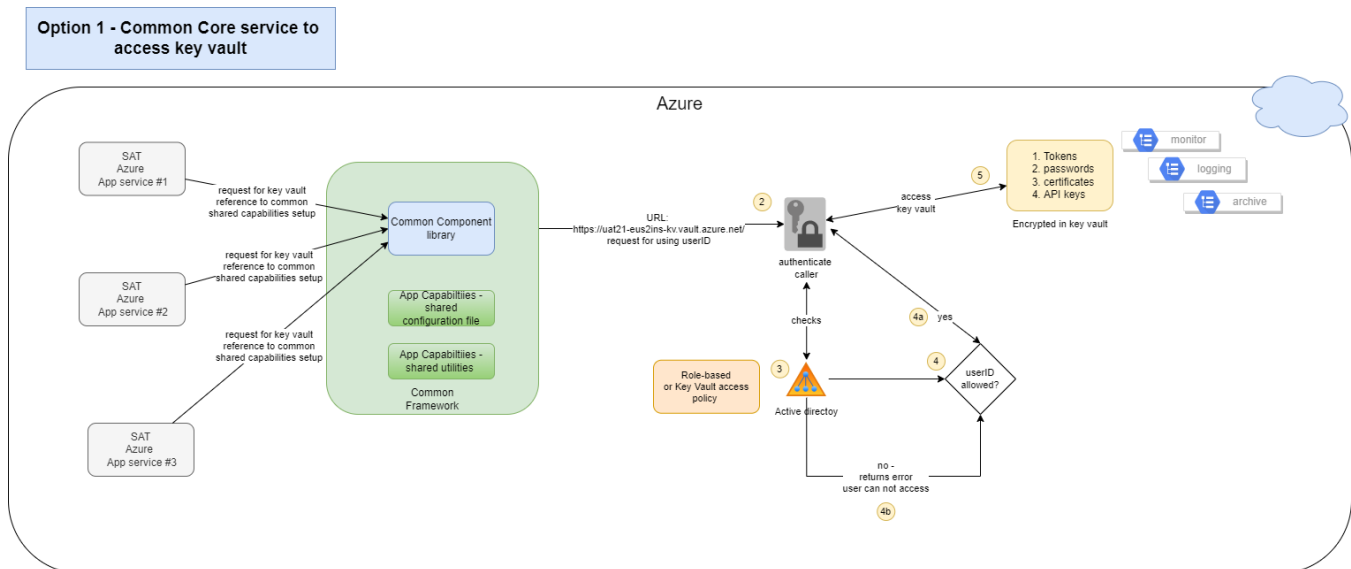 Option 1 - Common Core service to
access key vault
Azure
SAT
Azure
App service #1
request for key vault
reference to common
shared capabilities setup
SAT
Azure
App service #2
request for key vault
reference to common
shared capabilities setup
SAT
Azure
App service #3
request for key vault
reference to common
shared capabilities setup
Common Component
library
App Capabiltiies -
shared
configuration file
App Capabiltiies -
shared utilities
Common
Framework
URL:
https://uat21-eus2ins-kv.vault.azure.net/
request for using userID
2
authenticate
caller
checks
Role-based
or Key Vault access
policy
3
Active directoy
access
key vault
5
1. Tokens
2. passwords
3. certificates
4. API keys
Encrypted in key vault
monitor
logging
archive
4a
yes
4
userID
allowed?
no -
returns error
user can not access
4b